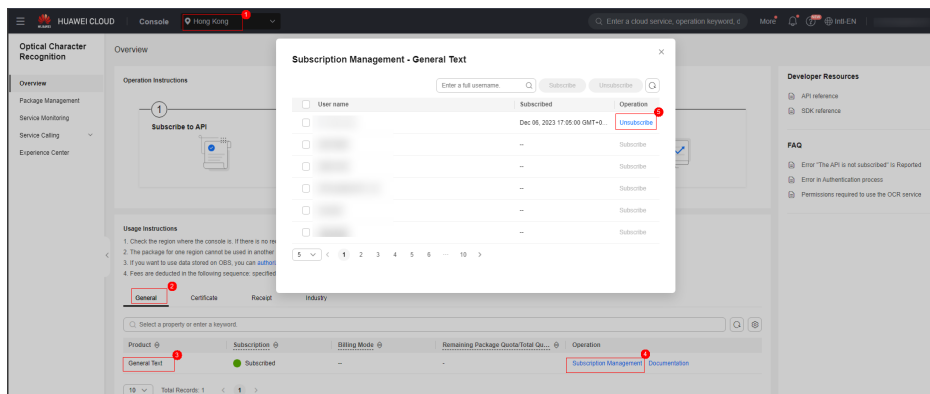 HUAWEI CLOUD Console Hong Kong 1 Enter a cloud service, operation keyword, d More Intl-EN
Optical Character
Recognition
Overview
Package Management
Service Monitoring
Service Calling
Experience Center
Overview
Operation Instructions
1
Subscribe to API
Subscription Management - General Text
Enter a full username. Subscribe Unsubscribe
User name Subscribed Operation
5
Dec 06, 2023 17:05:00 GMT+0... Unsubscribe
-- Subscribe
-- Subscribe
-- Subscribe
-- Subscribe
-- Subscribe
5 1 2 3 4 5 6 ··· 10
Usage Instructions
1. Check the region where the console is. If there is no re
2. The package for one region cannot be used in another
3. If you want to use data stored on OBS, you can authori
4. Fees are deducted in the following sequence: specified
2
General Certificate Receipt Industry
Select a property or enter a keyword.
Product Subscription Billing Mode Remaining Package Quota/Total Qu... Operation
3 4
General Text Subscribed -- - Subscription Management Documentation
10 Total Records: 1 1
Developer Resources
API reference
SDK reference
FAQ
Error "The API is not subscribed" Is Reported
Error in Authentication process
Permissions required to use the OCR service